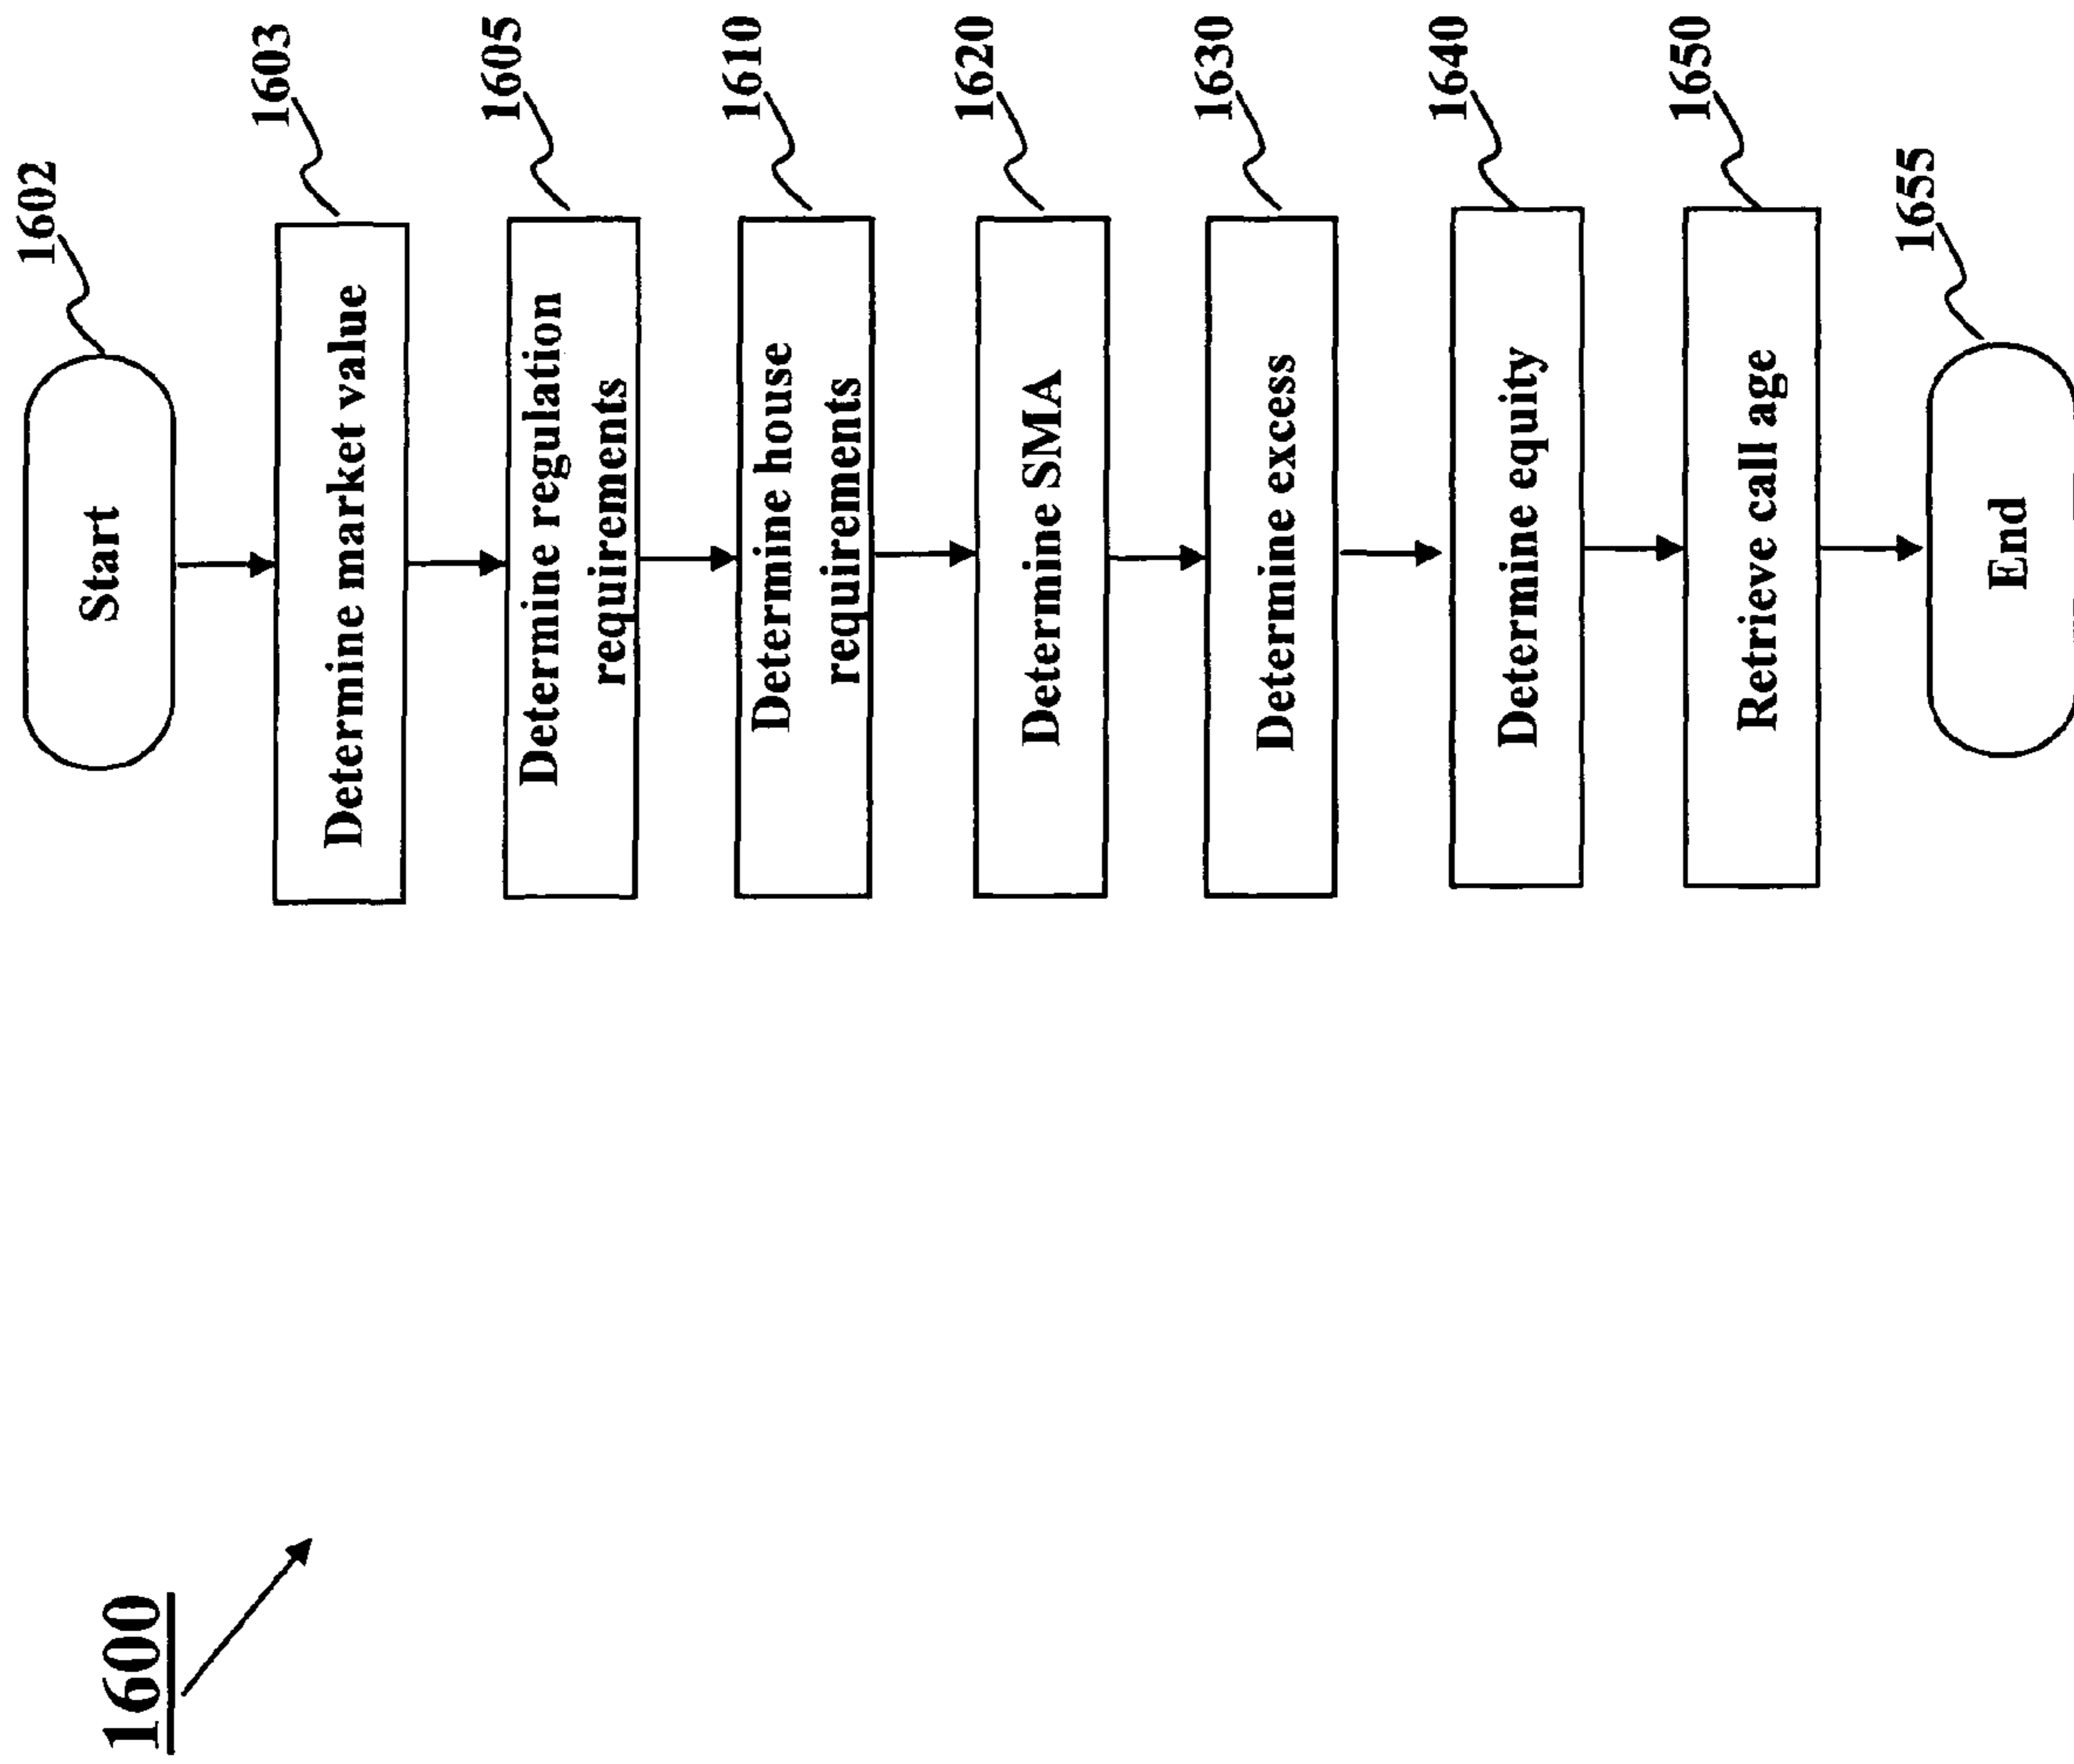 1600
1602
Start
1603
Determine market value
1605
Determine regulation
requirements
1610
Determine house
requirements
1620
Determine SMA
1630
Determine excess
1640
Determine equity
1650
Retrieve call age
1655
End